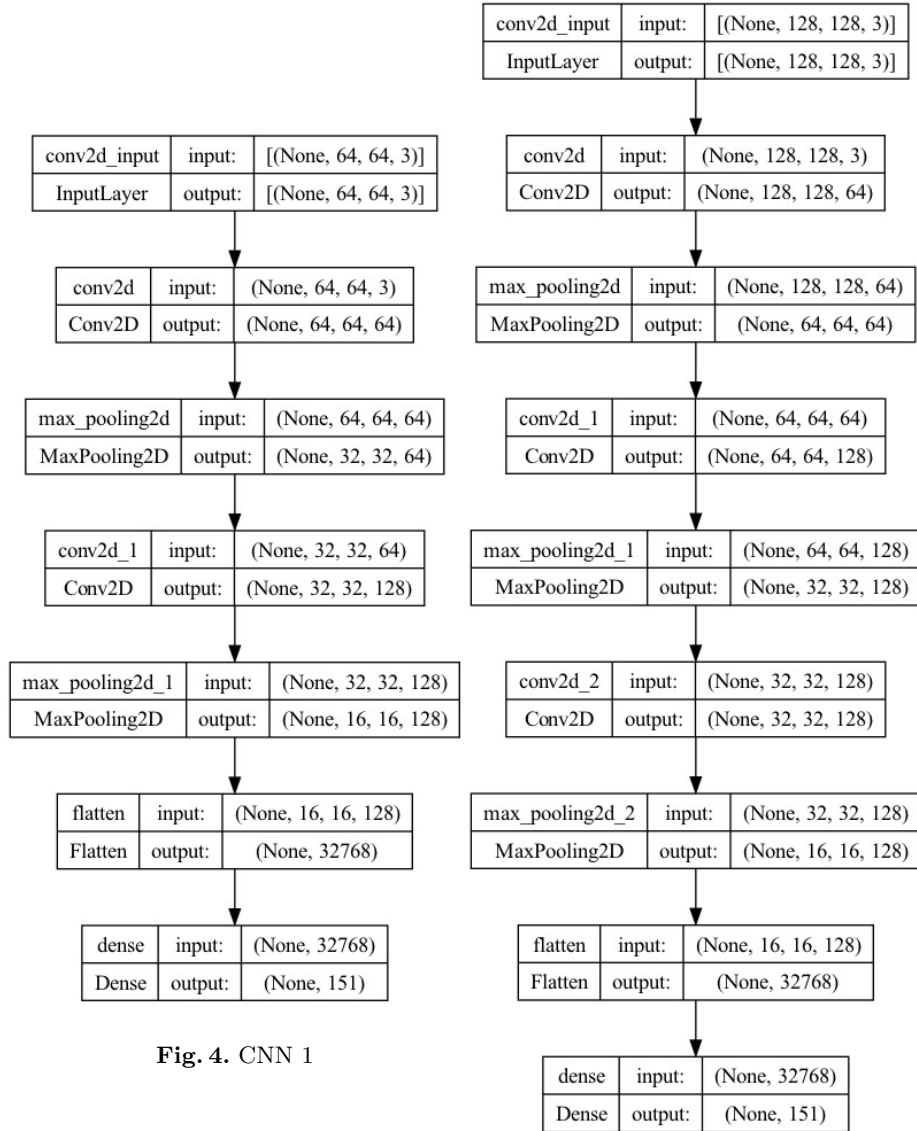 conv2d_input input: [(None, 64, 64, 3)]
InputLayer output: [(None, 64, 64, 3)]
conv2d input: (None, 64, 64, 3)
Conv2D output: (None, 64, 64, 64)
max_pooling2d input: (None, 64, 64, 64)
MaxPooling2D output: (None, 32, 32, 64)
conv2d_1 input: (None, 32, 32, 64)
Conv2D output: (None, 32, 32, 128)
max_pooling2d_1 input: (None, 32, 32, 128)
MaxPooling2D output: (None, 16, 16, 128)
flatten input: (None, 16, 16, 128)
Flatten output: (None, 32768)
dense input: (None, 32768)
Dense output: (None, 151)
Fig. 4. CNN 1
conv2d_input input: [(None, 128, 128, 3)]
InputLayer output: [(None, 128, 128, 3)]
conv2d input: (None, 128, 128, 3)
Conv2D output: (None, 128, 128, 64)
max_pooling2d input: (None, 128, 128, 64)
MaxPooling2D output: (None, 64, 64, 64)
conv2d_1 input: (None, 64, 64, 64)
Conv2D output: (None, 64, 64, 128)
max_pooling2d_1 input: (None, 64, 64, 128)
MaxPooling2D output: (None, 32, 32, 128)
conv2d_2 input: (None, 32, 32, 128)
Conv2D output: (None, 32, 32, 128)
max_pooling2d_2 input: (None, 32, 32, 128)
MaxPooling2D output: (None, 16, 16, 128)
flatten input: (None, 16, 16, 128)
Flatten output: (None, 32768)
dense input: (None, 32768)
Dense output: (None, 151)